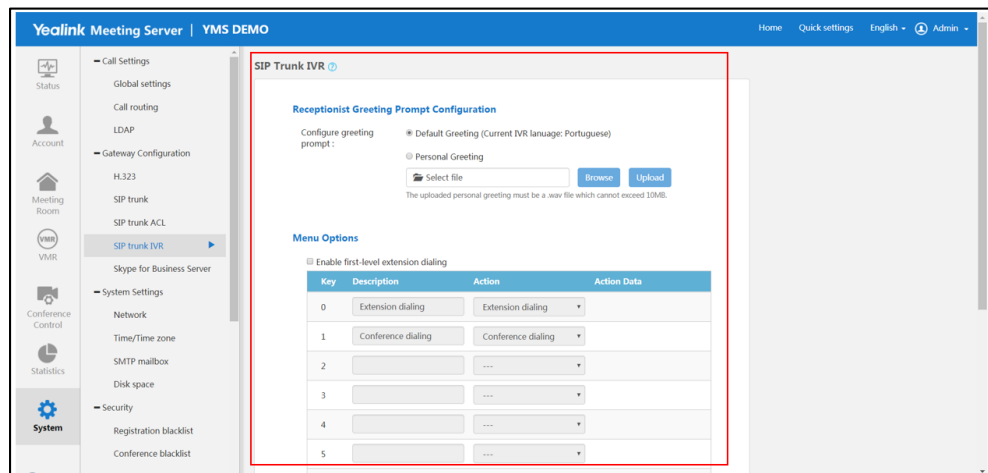 Yealink Meeting Server | YMS DEMO
Home Quick settings English Admin
Status
Account
Meeting
Room
VMR
VMR
Conference
Control
Statistics
System
Call Settings
Global settings
Call routing
LDAP
Gateway Configuration
H.323
SIP trunk
SIP trunk ACL
SIP trunk IVR
Skype for Business Server
System Settings
Network
Time/Time zone
SMTP mailbox
Disk space
Security
Registration blacklist
Conference blacklist
SIP Trunk IVR ?
Receptionist Greeting Prompt Configuration
Configure greeting
prompt :
Default Greeting (Current IVR lanuage: Portuguese)
Personal Greeting
Select file Browse Upload
The uploaded personal greeting must be a .wav file which cannot exceed 10MB.
Menu Options
Enable first-level extension dialing
Key Description Action Action Data
0 Extension dialing Extension dialing
1 Conference dialing Conference dialing
2 ---
3 ---
4 ---
5 ---